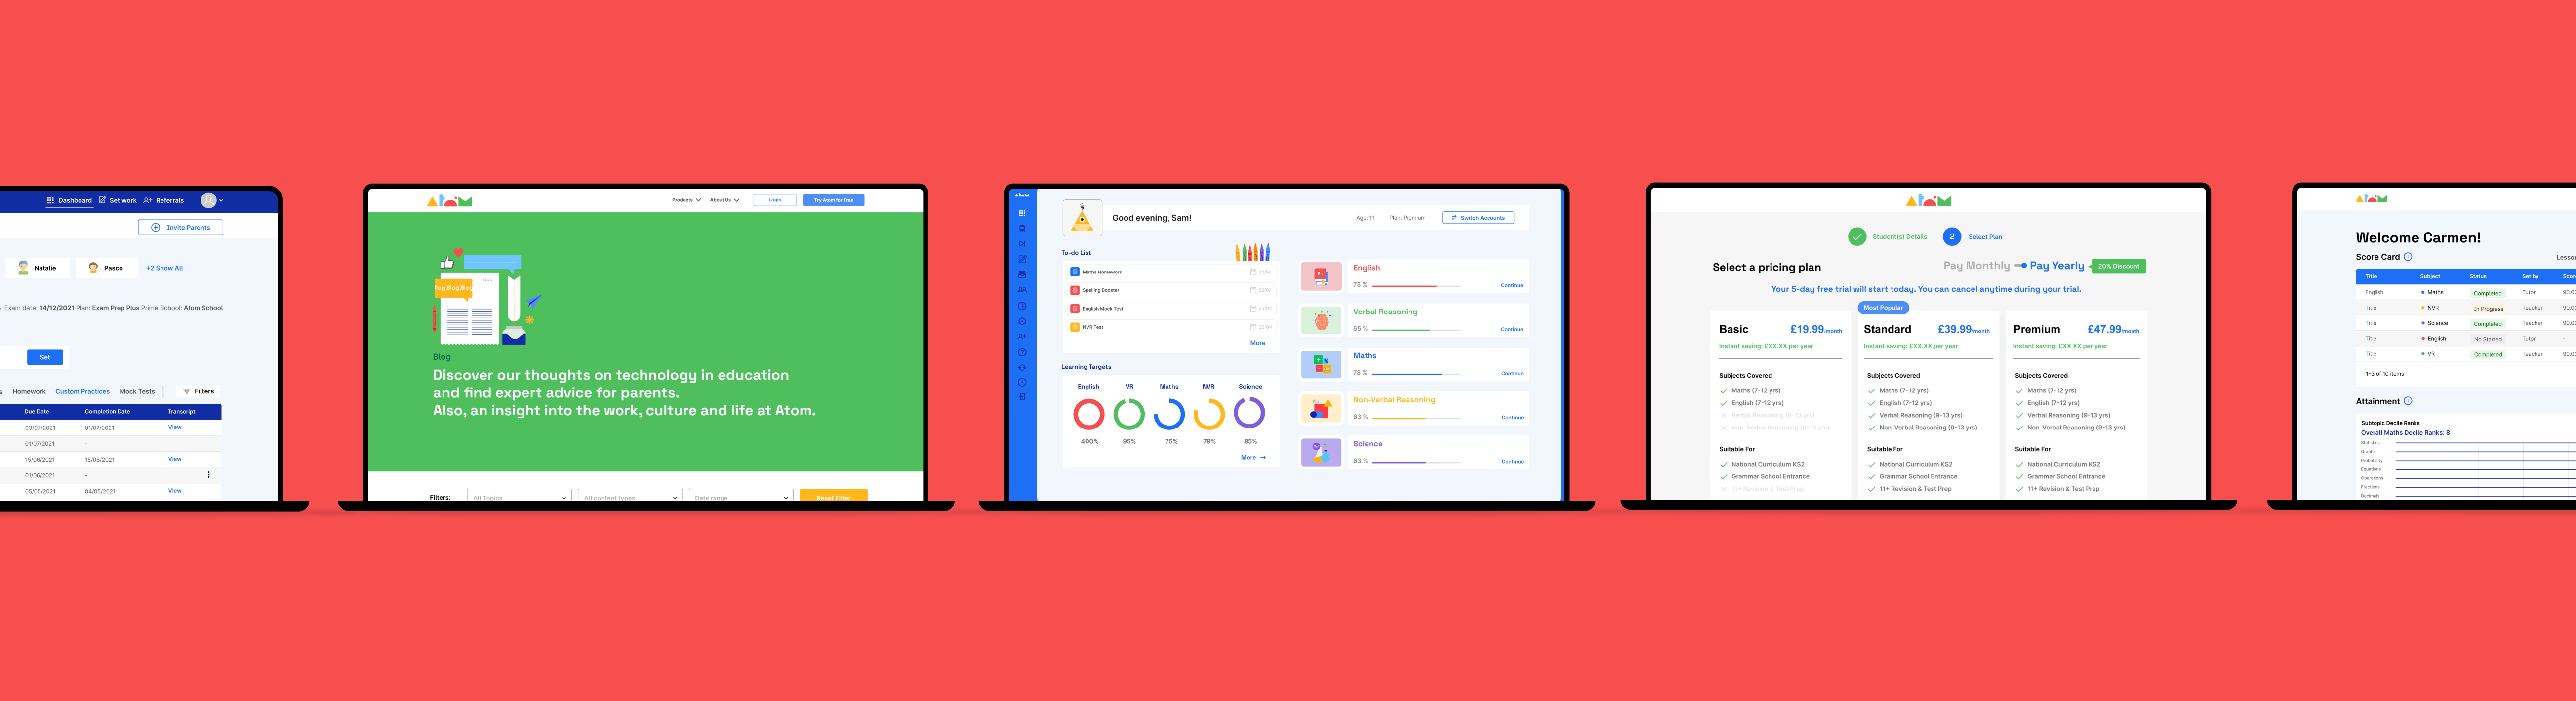 Dashboard Set work Referrals
Invite Parents
Natalie Pasco +2 Show All
Exam date: 14/12/2021 Plan: Exam Prep Plus Prime School: Atom School
Set
Homework Custom Practices Mock Tests Filters
Due Date Completion Date Transcript
03/07/2021 01/07/2021 View
01/07/2021 -
15/06/2021 15/06/2021 View
01/06/2021 -
05/05/2021 04/05/2021 View
Products About Us Login Try Atom for Free
Blog Blog Blog
Blog
Discover our thoughts on technology in education
and find expert advice for parents.
Also, an insight into the work, culture and life at Atom.
Filters: All Topics All content types Date range Reset Filter
Good evening, Sam!
Age: 11 Plan: Premium Switch Accounts
To-do List
Maths Homework
Spelling Booster
English Mock Test
NVR Test
More
Learning Targets
English VR Maths NVR Science
400% 95% 75% 79% 85%
More →
English
73 % Continue
Verbal Reasoning
65 % Continue
Maths
78 % Continue
Non-Verbal Reasoning
63 % Continue
Science
63 % Continue
ATOM
Student(s) Details 2 Select Plan
Select a pricing plan
Pay Monthly Pay Yearly 20% Discount
Your 5-day free trial will start today. You can cancel anytime during your trial.
Most Popular
Basic £19.99/month
Instant saving: £XX.XX per year
Subjects Covered
Maths (7-12 yrs)
English (7-12 yrs)
Verbal Reasoning (9-13 yrs)
Non-Verbal Reasoning (9-13 yrs)
Suitable For
National Curriculum KS2
Grammar School Entrance
11+ Revision & Test Prep
Standard £39.99/month
Instant saving: £XX.XX per year
Subjects Covered
Maths (7-12 yrs)
English (7-12 yrs)
Verbal Reasoning (9-13 yrs)
Non-Verbal Reasoning (9-13 yrs)
Suitable For
National Curriculum KS2
Grammar School Entrance
11+ Revision & Test Prep
Premium £47.99/month
Instant saving: £XX.XX per year
Subjects Covered
Maths (7-12 yrs)
English (7-12 yrs)
Verbal Reasoning (9-13 yrs)
Non-Verbal Reasoning (9-13 yrs)
Suitable For
National Curriculum KS2
Grammar School Entrance
11+ Revision & Test Prep
Welcome Carmen!
Score Card
Title Subject Status Set by
English Maths Completed Tutor 90.00
Title NVR In Progress Teacher 90.00
Title Science Completed Teacher 90.00
Title English No Started Tutor -
Title VR Completed Teacher 90.00
1-3 of 10 items
Attainment
Subtopic Decile Ranks
Overall Maths Decile Ranks: 8
Statistics
Graphs
Probability
Equations
Operations
Fractions
Decimals